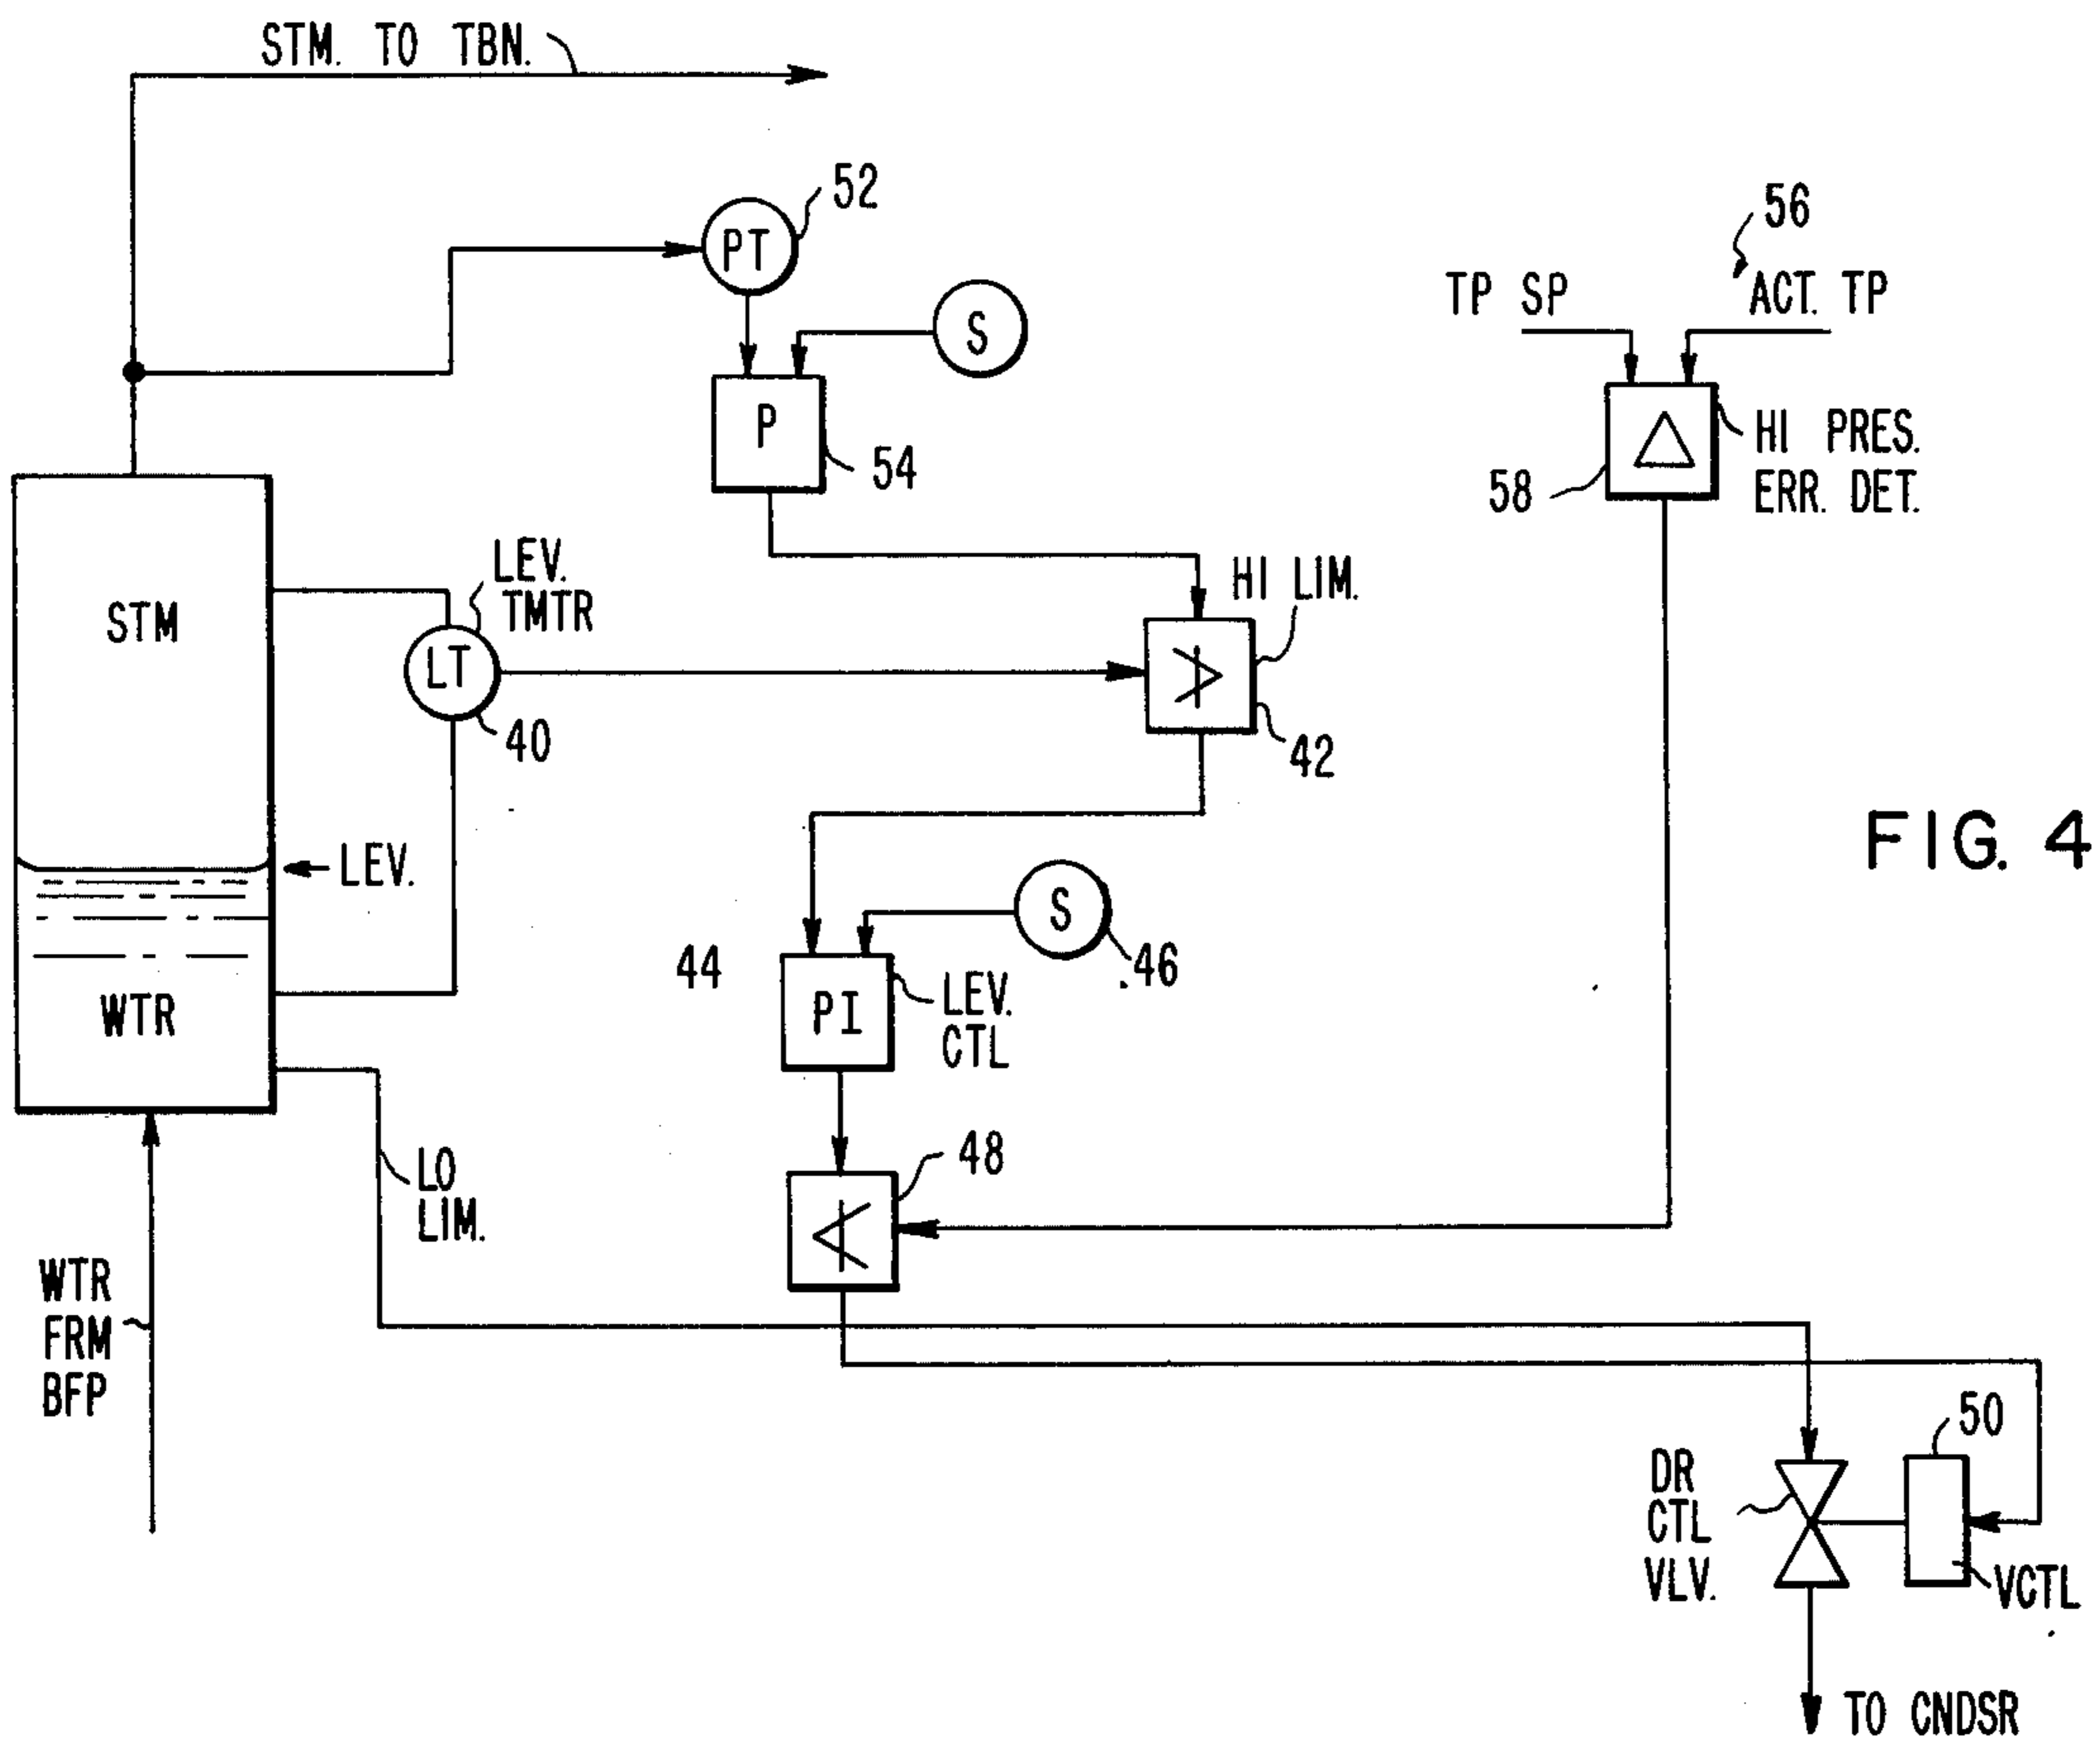 STM. TO TBN.
52
PT
56
TP SP
ACT. TP
S
P
54
HI PRES.
ERR. DET.
58
STM
LEV.
TMTR
LT
40
HI LIM.
42
FIG. 4
LEV.
S
46
44
PI
LEV.
CTL
WTR
48
LO
LIM.
WTR
FRM
BFP
50
DR
CTL
VLV.
VCTL
TO CNDSR